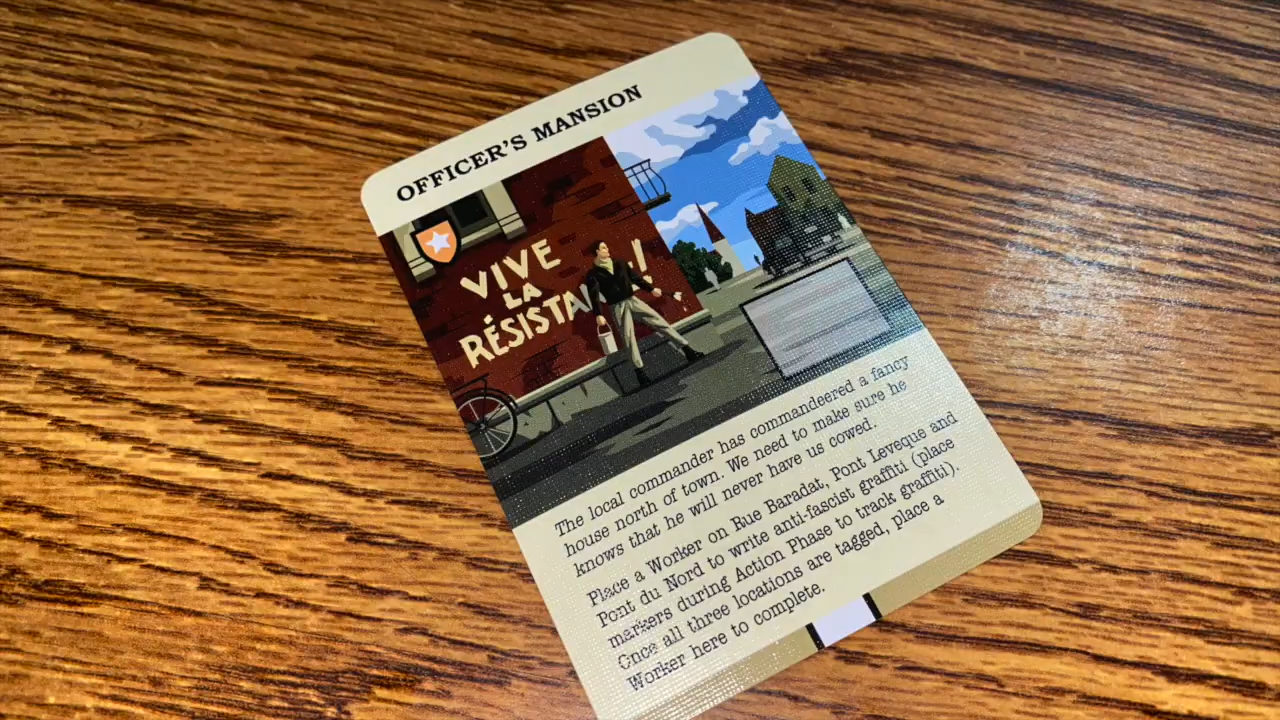 OFFICER'S MANSION
VIVE
LA
RÉSISTA !
The local commander has commandeered a fancy
house north of town. We need to make sure he
knows that he will never have us cowed.
Place a Worker on Rue Baradat, Pont Leveque and
Pont du Nord to write anti-fascist graffiti (place
markers during Action Phase to track graffiti).
Once all three locations are tagged, place a
Worker here to complete.